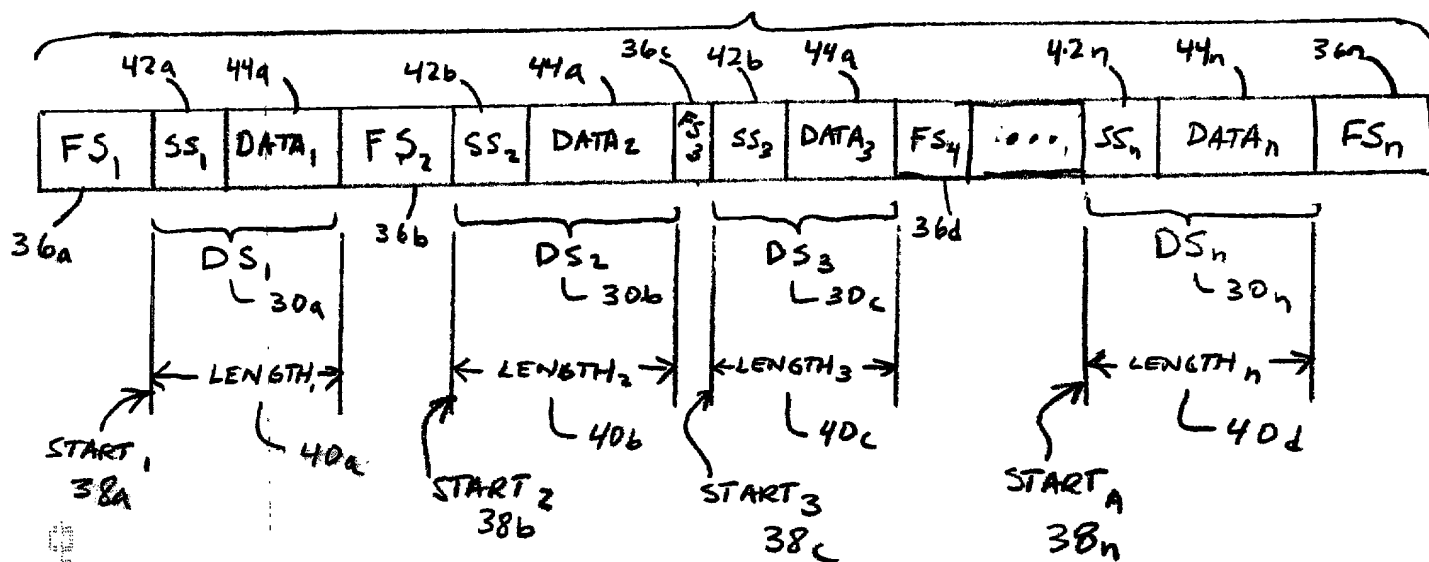 42a 44a 42b 44a 36c 42b 44a 42n 44n 36n
FS1 SS1 DATA1 FS2 SS2 DATA2 FS3 SS3 DATA3 FS4 .... SSn DATAn FSn
36a 36b 36d
DS1 DS2 DS3 DSn
30a 30b 30c 30n
LENGTH1 LENGTH2 LENGTH3 LENGTHn
START1 40a 40b 40c 40d
38a START2 START3 STARTA
38b 38c 38n